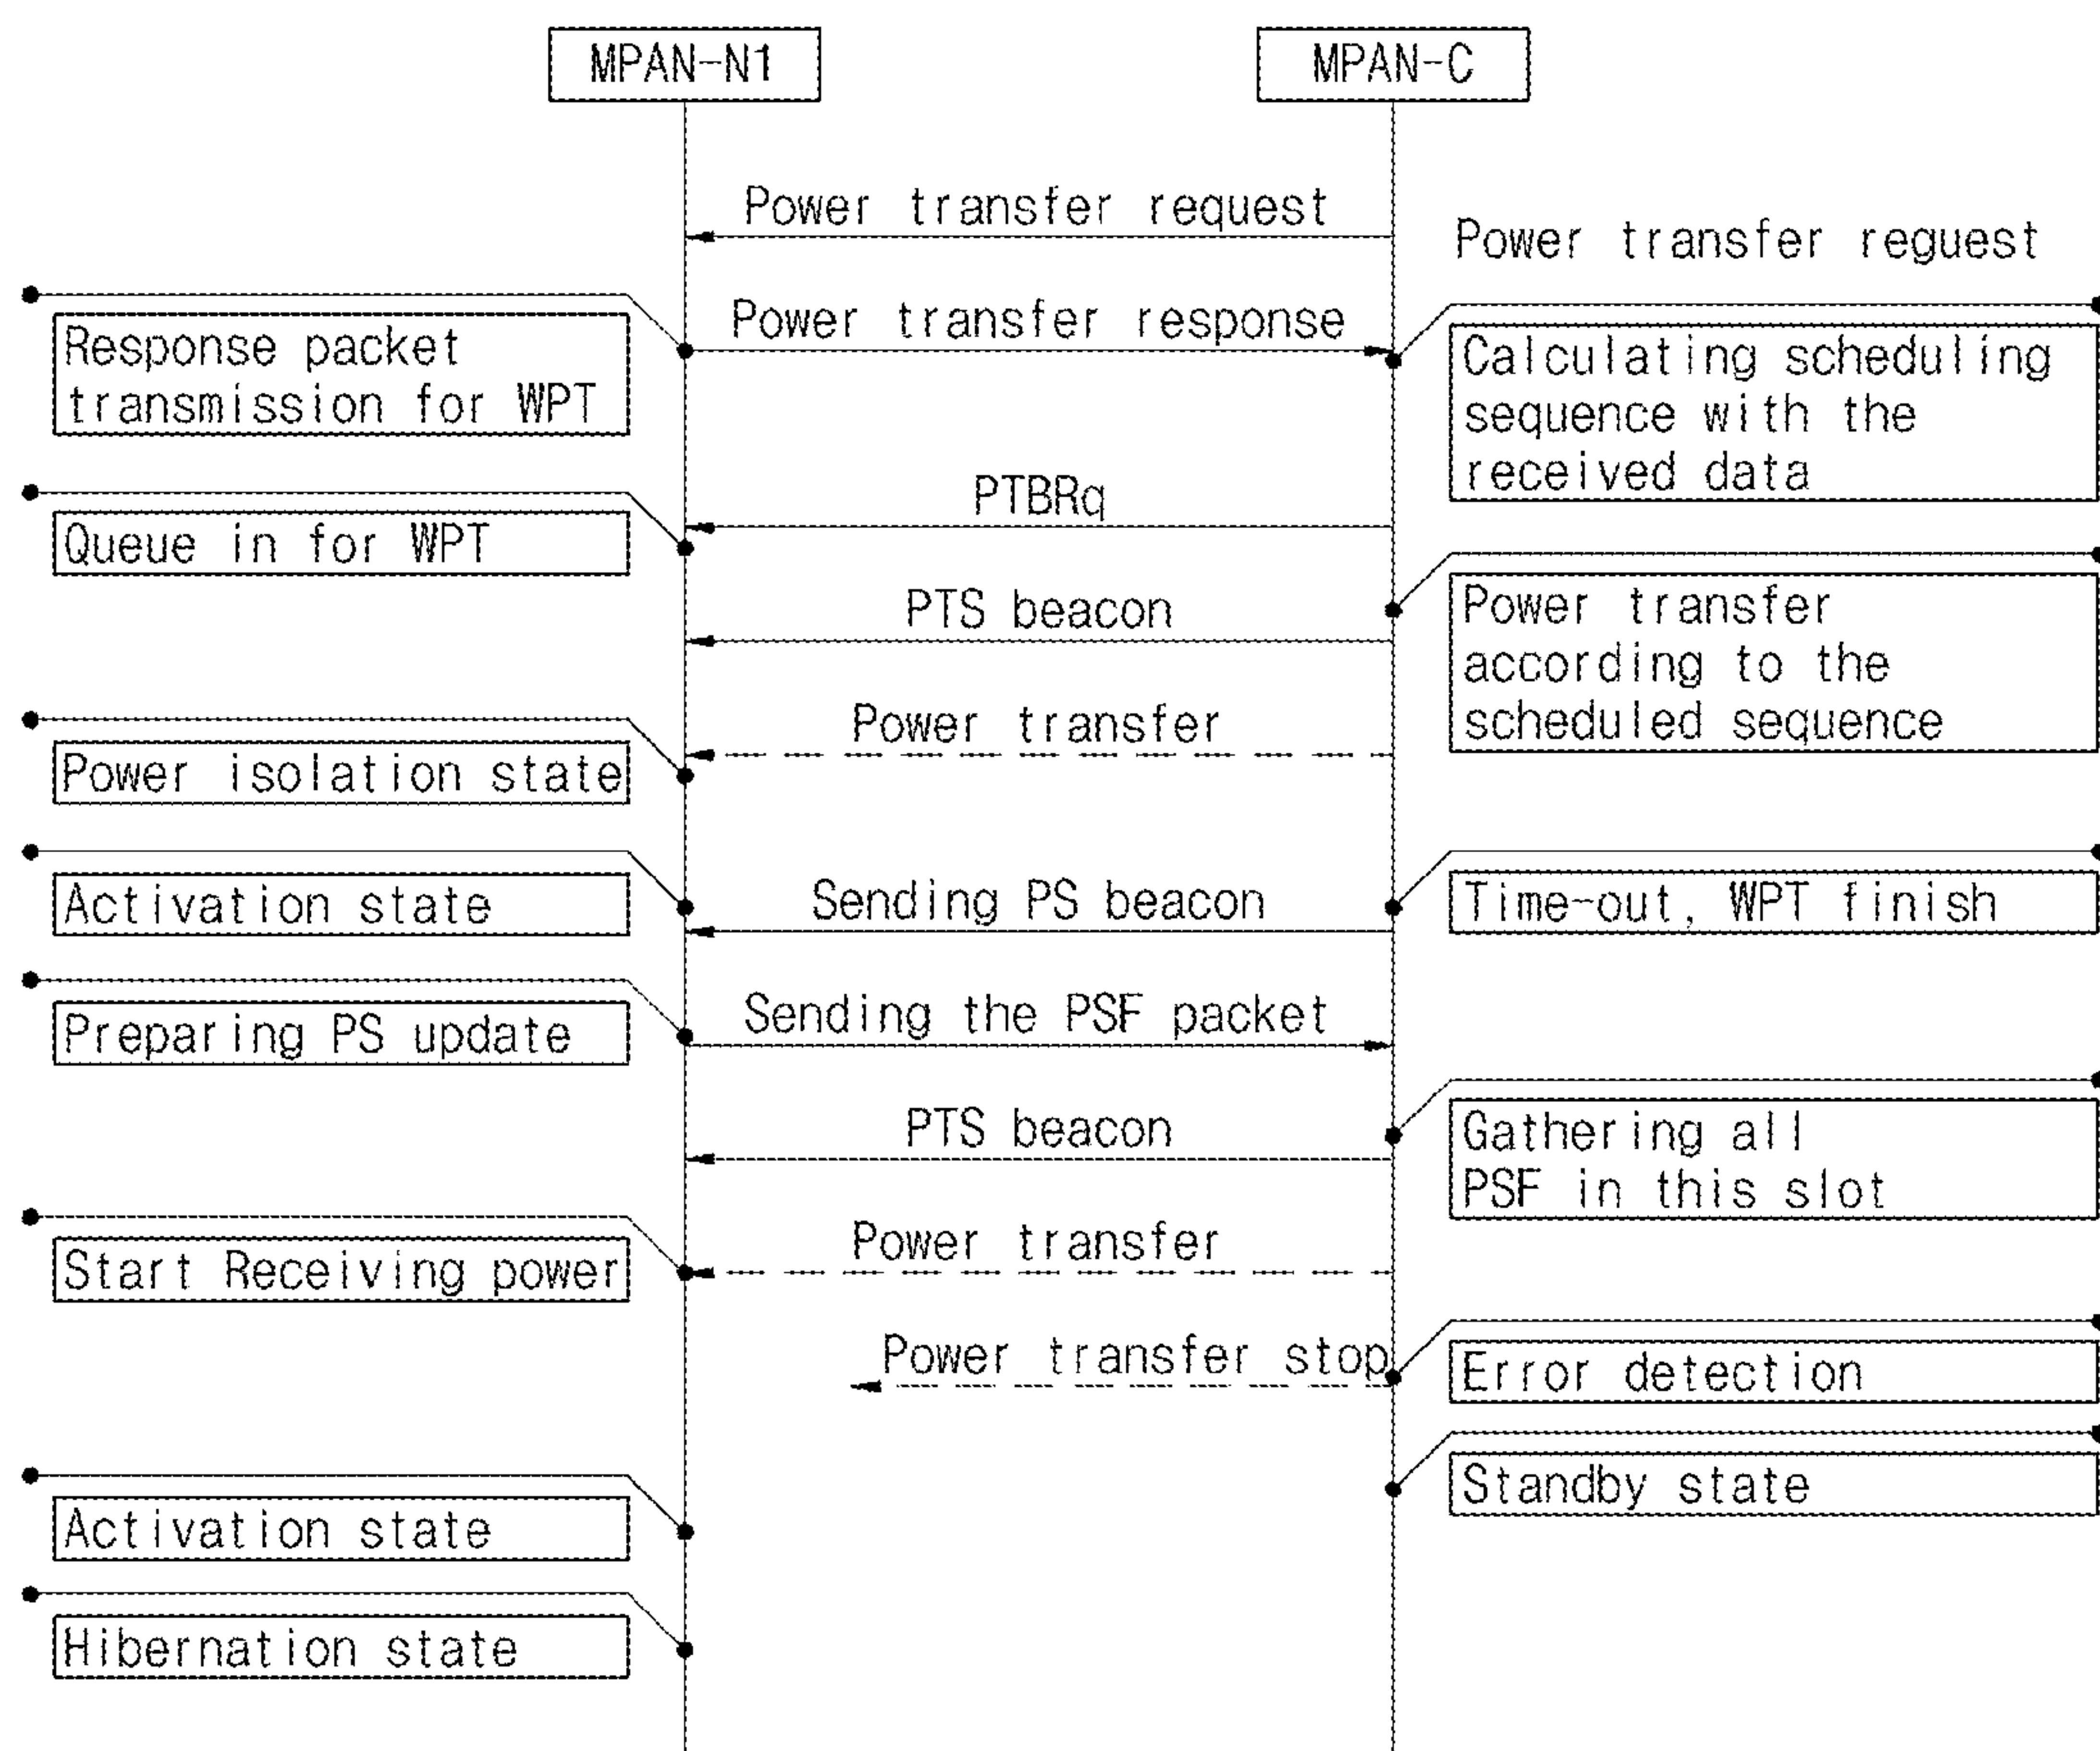 MPAN-N1
MPAN-C
Power transfer request
Power transfer reguest
Power transfer response
Response packet
transmission for WPT
Calculating scheduling
sequence with the
received data
PTBRq
Queue in for WPT
PTS beacon
Power transfer
according to the
scheduled sequence
Power transfer
Power isolation state
Activation state
Sending PS beacon
Time-out, WPT finish
Preparing PS update
Sending the PSF packet
PTS beacon
Gathering all
PSF in this slot
Start Receiving power
Power transfer
Power transfer stop
Error detection
Standby state
Activation state
Hibernation state